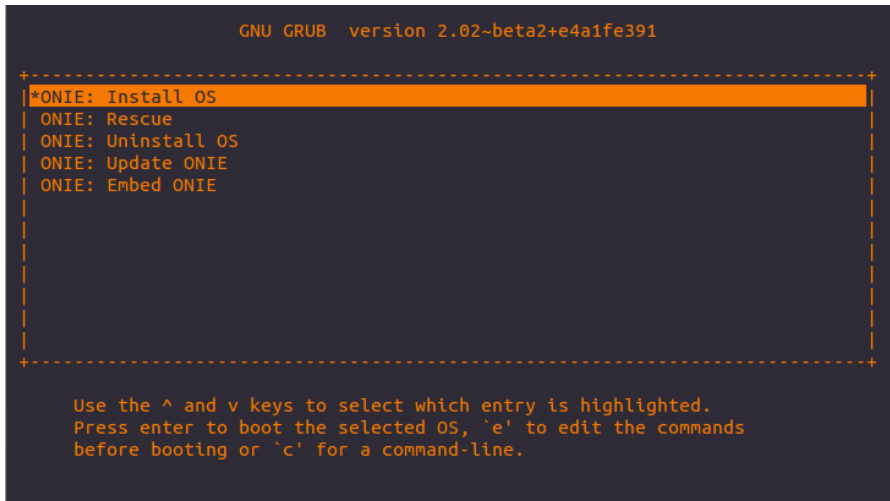 GNU GRUB  version 2.02~beta2+e4a1fe391
*ONIE: Install OS
ONIE: Rescue
ONIE: Uninstall OS
ONIE: Update ONIE
ONIE: Embed ONIE
Use the ^ and v keys to select which entry is highlighted.
Press enter to boot the selected OS, `e' to edit the commands
before booting or `c' for a command-line.